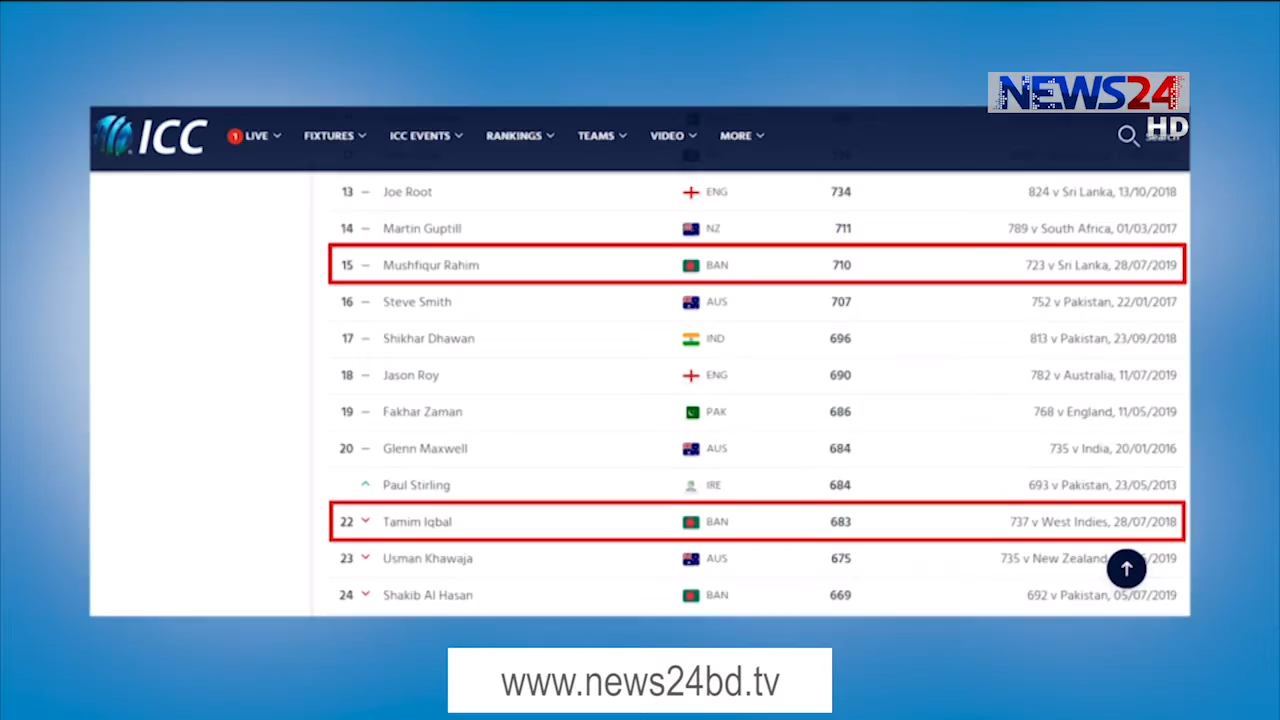 NEWS24
HD
ICC 1 LIVE FIXTURES ICC EVENTS RANKINGS TEAMS VIDEO MORE Search
13 – Joe Root ENG 734 824 v Sri Lanka, 13/10/2018
14 – Martin Guptill NZ 711 789 v South Africa, 01/03/2017
15 – Mushfiqur Rahim BAN 710 723 v Sri Lanka, 28/07/2019
16 – Steve Smith AUS 707 752 v Pakistan, 22/01/2017
17 – Shikhar Dhawan IND 696 813 v Pakistan, 23/09/2018
18 – Jason Roy ENG 690 782 v Australia, 11/07/2019
19 – Fakhar Zaman PAK 686 768 v England, 11/05/2019
20 – Glenn Maxwell AUS 684 735 v India, 20/01/2016
Paul Stirling IRE 684 693 v Pakistan, 23/05/2013
22 Tamim Iqbal BAN 683 737 v West Indies, 28/07/2018
23 Usman Khawaja AUS 675 735 v New Zealand /2019
24 Shakib Al Hasan BAN 669 692 v Pakistan, 05/07/2019
www.news24bd.tv